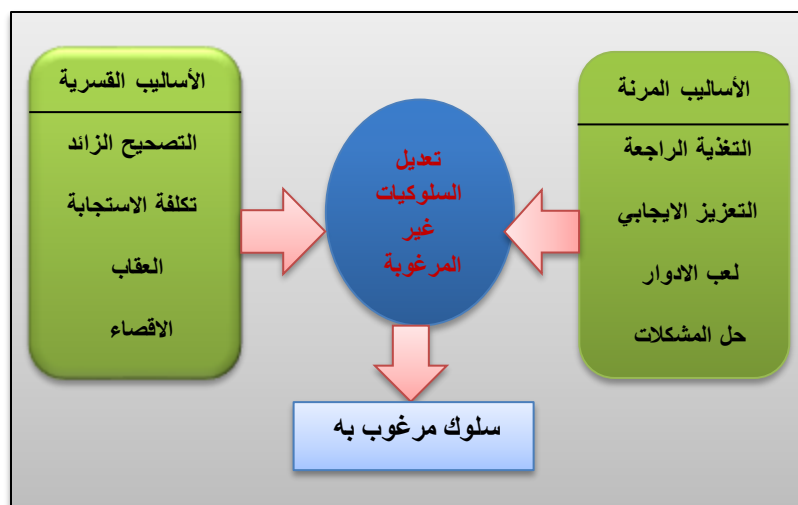 الأساليب المرنة
التغذية الراجعة
التعزيز الايجابي
لعب الادوار
حل المشكلات
تعديل
السلوكيات
غير
المرغوبة
الأساليب القسرية
التصحيح الزائد
تكلفة الاستجابة
العقاب
الاقصاء
سلوك مرغوب به